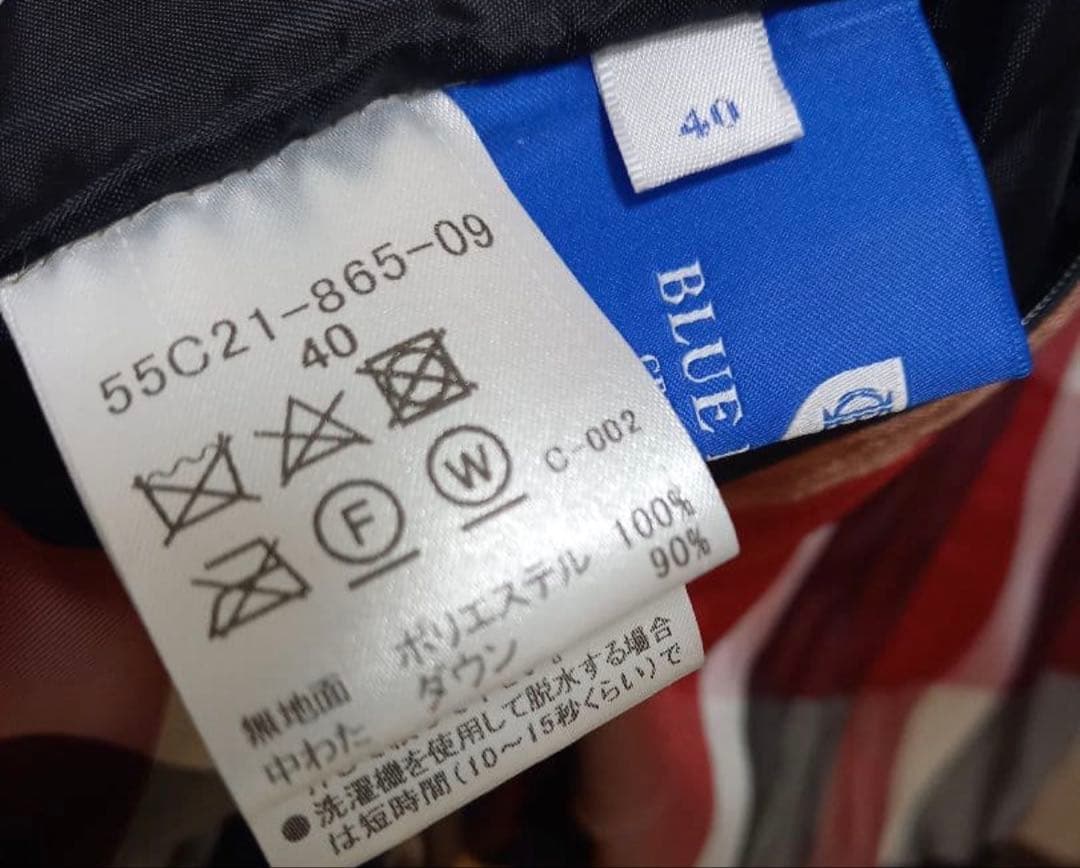 40
BLUE
55C21-865-09
40
F
W
C-002
無地面 ポリエステル 100%
中わた ダウン 90%
洗濯機を使用して脱水する場合
は短時間(10～15秒くらい)で